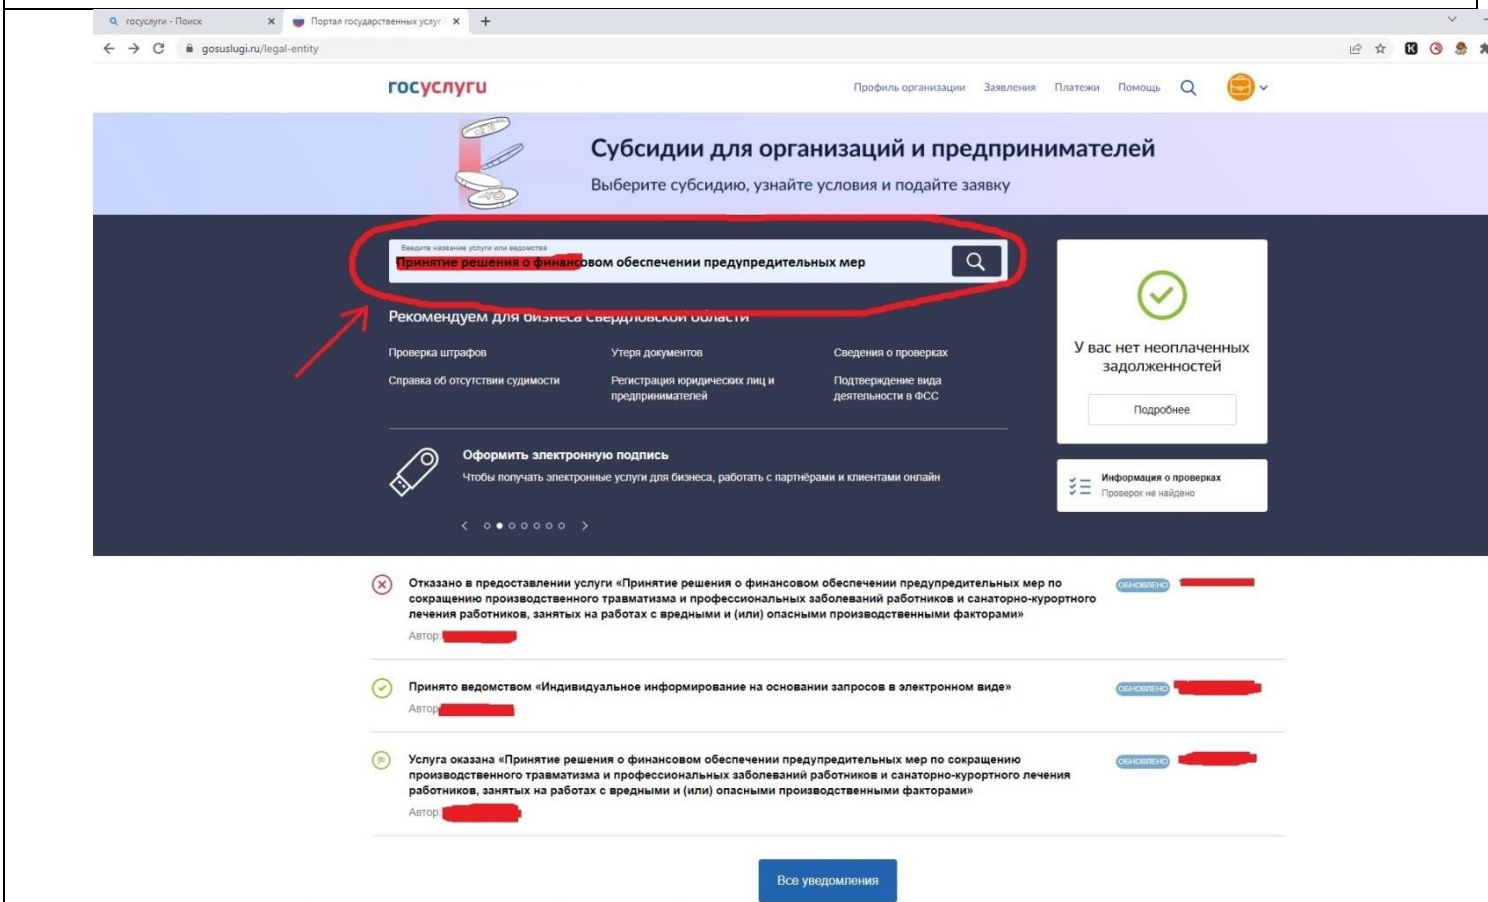 госуслуги - Поиск
Портал государственных услуг
gosuslugi.ru/legal-entity
госуслуги
Профиль организации Заявления Платежи Помощь
Субсидии для организаций и предпринимателей
Выберите субсидию, узнайте условия и подайте заявку
Введите название услуги или ведомства
Принятие решения о финансовом обеспечении предупредительных мер
Рекомендуем для бизнеса Свердловской области
Проверка штрафов
Утеря документов
Сведения о проверках
Справка об отсутствии судимости
Регистрация юридических лиц и
предпринимателей
Подтверждение вида
деятельности в ФСС
Оформить электронную подпись
Чтобы получать электронные услуги для бизнеса, работать с партнёрами и клиентами онлайн
У вас нет неоплаченных
задолженностей
Подробнее
Информация о проверках
Проверок не найдено
Отказано в предоставлении услуги «Принятие решения о финансовом обеспечении предупредительных мер по
сокращению производственного травматизма и профессиональных заболеваний работников и санаторно-курортного
лечения работников, занятых на работах с вредными и (или) опасными производственными факторами»
ОБНОВЛЕНО
Автор:
Принято ведомством «Индивидуальное информирование на основании запросов в электронном виде»
ОБНОВЛЕНО
Автор
Услуга оказана «Принятие решения о финансовом обеспечении предупредительных мер по сокращению
производственного травматизма и профессиональных заболеваний работников и санаторно-курортного лечения
работников, занятых на работах с вредными и (или) опасными производственными факторами»
ОБНОВЛЕНО
Автор:
Все уведомления